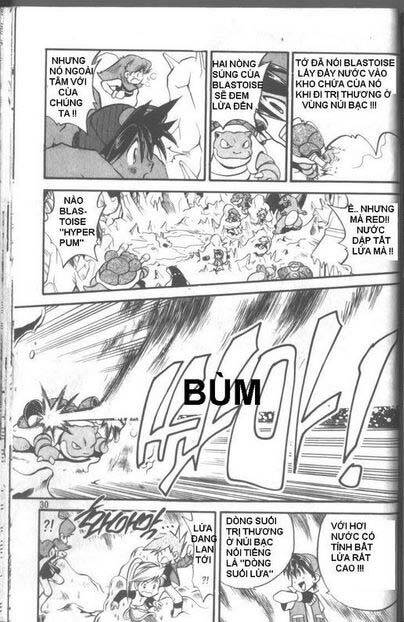 TỚ ĐÃ NÓI BLASTOISE
LẤY ĐẦY NƯỚC VÀO
KHO CHỨA CỦA NÓ
KHI ĐI TRỊ THƯƠNG Ở
VÙNG NÚI BẠC !!!
HAI NÒNG
SÚNG CỦA
BLASTOISE
SẼ ĐEM
LỬA ĐẾN
NHƯNG
NÓ NGOÀI
TẦM VỚI
CỦA
CHÚNG
TA !!
Ê.. NHƯNG
MÀ RED!!
NƯỚC
DẬP TẮT
LỬA MÀ !
NÀO
BLAS-
TOISE
"HYPER
PUM"
BÙM
30
VỚI HƠI
NƯỚC CÓ
TÍNH BẮT
LỬA RẤT
CAO !!!
DÒNG SUỐI
TRỊ THƯƠNG
Ở NÚI BẠC
NỔI TIẾNG
LÀ "DÒNG
SUỐI LỬA"
LỬA
ĐANG
LAN
TỚI
?!
?!